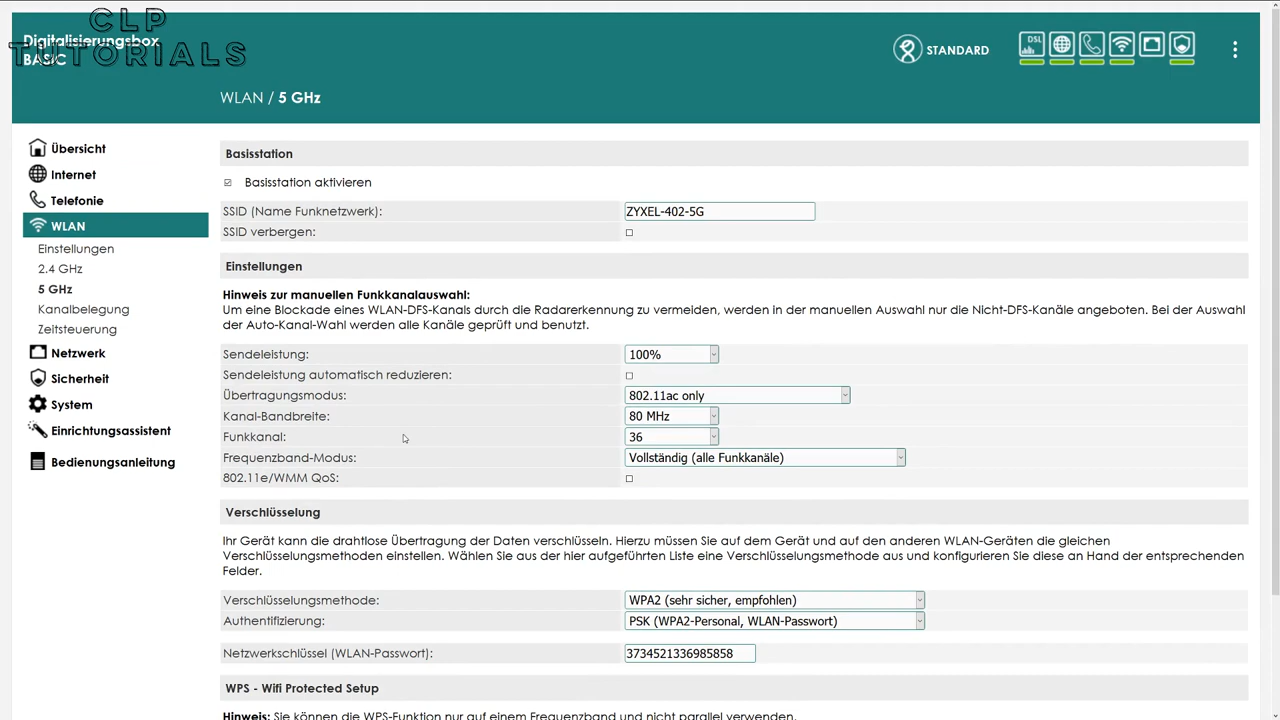 CLP
TUTORIALS
Digitalisierungsbox
BASIC
STANDARD
DSL
WLAN / 5 GHz
Übersicht
Internet
Telefonie
WLAN
Einstellungen
2.4 GHz
5 GHz
Kanalbelegung
Zeitsteuerung
Netzwerk
Sicherheit
System
Einrichtungsassistent
Bedienungsanleitung
Basisstation
Basisstation aktivieren
SSID (Name Funknetzwerk): ZYXEL-402-5G
SSID verbergen:
Einstellungen
Hinweis zur manuellen Funkkanalauswahl:
Um eine Blockade eines WLAN-DFS-Kanals durch die Radarerkennung zu vermeiden, werden in der manuellen Auswahl nur die Nicht-DFS-Kanäle angeboten. Bei der Auswahl
der Auto-Kanal-Wahl werden alle Kanäle geprüft und benutzt.
Sendeleistung: 100%
Sendeleistung automatisch reduzieren:
Übertragungsmodus: 802.11ac only
Kanal-Bandbreite: 80 MHz
Funkkanal: 36
Frequenzband-Modus: Vollständig (alle Funkkanäle)
802.11e/WMM QoS:
Verschlüsselung
Ihr Gerät kann die drahtlose Übertragung der Daten verschlüsseln. Hierzu müssen Sie auf dem Gerät und auf den anderen WLAN-Geräten die gleichen
Verschlüsselungsmethoden einstellen. Wählen Sie aus der hier aufgeführten Liste eine Verschlüsselungsmethode aus und konfigurieren Sie diese an Hand der entsprechenden
Felder.
Verschlüsselungsmethode: WPA2 (sehr sicher, empfohlen)
Authentifizierung: PSK (WPA2-Personal, WLAN-Passwort)
Netzwerkschlüssel (WLAN-Passwort): 3734521336985858
WPS - Wifi Protected Setup
Hinweis: Sie können die WPS-Funktion nur auf einem Frequenzband und nicht parallel verwenden.